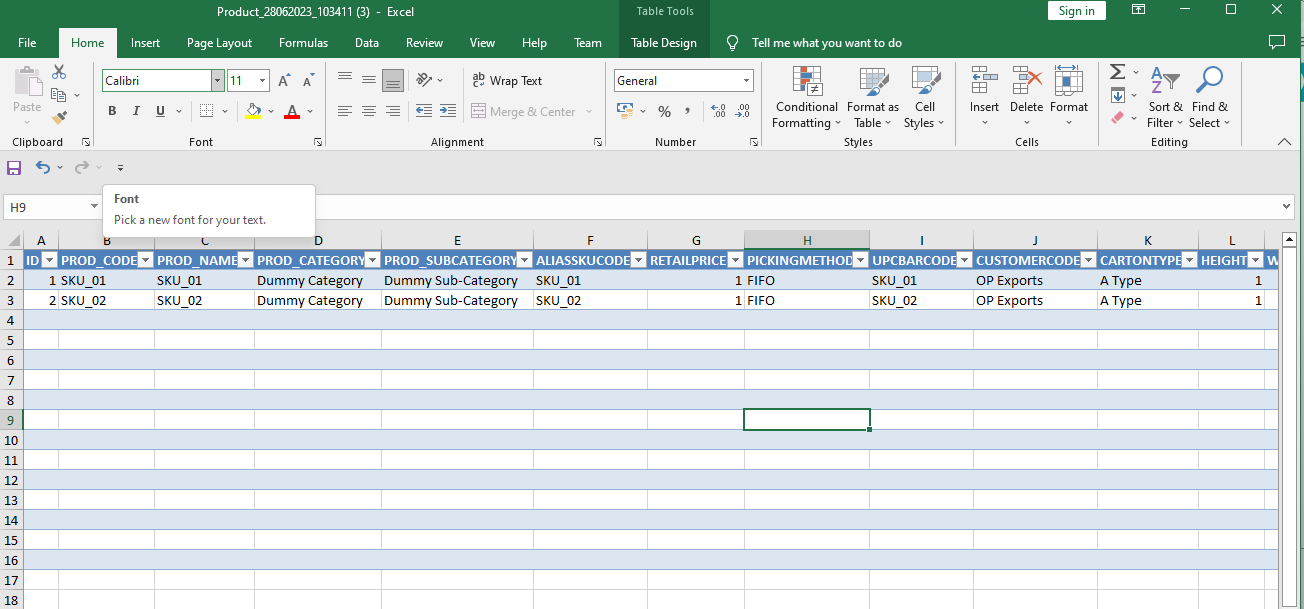 Product_28062023_103411 (3) - Excel
Table Tools
Sign in
File Home Insert Page Layout Formulas Data Review View Help Team Table Design Tell me what you want to do
Paste
Calibri 11
B I U A
ab Wrap Text
Merge & Center
General
% , .00 .0
Conditional Formatting
Format as Table
Cell Styles
Insert Delete Format
Sort & Filter
Find & Select
Clipboard Font Alignment Number Styles Cells Editing
H9
Font
Pick a new font for your text.
A B C D E F G H I J K L
1 ID PROD_CODE PROD_NAME PROD_CATEGORY PROD_SUBCATEGORY ALIASSKUCODE RETAILPRICE PICKINGMETHOD UPCBARCODE CUSTOMERCODE CARTONTYPE HEIGHT W
2 1 SKU_01 SKU_01 Dummy Category Dummy Sub-Category SKU_01 1 FIFO SKU_01 OP Exports A Type 1
3 2 SKU_02 SKU_02 Dummy Category Dummy Sub-Category SKU_02 1 FIFO SKU_02 OP Exports A Type 1
4
5
6
7
8
9
10
11
12
13
14
15
16
17
18